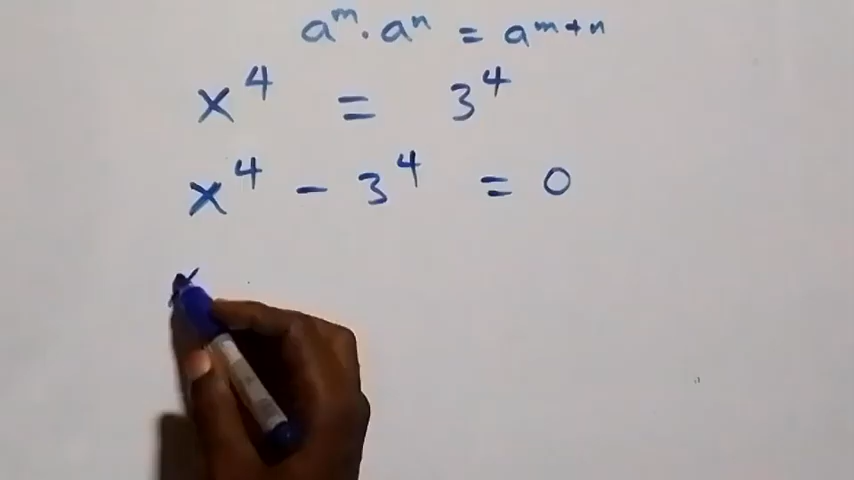 aᵐ · aⁿ = aᵐ⁺ⁿ
x⁴ = 3⁴
x⁴ - 3⁴ = 0
x